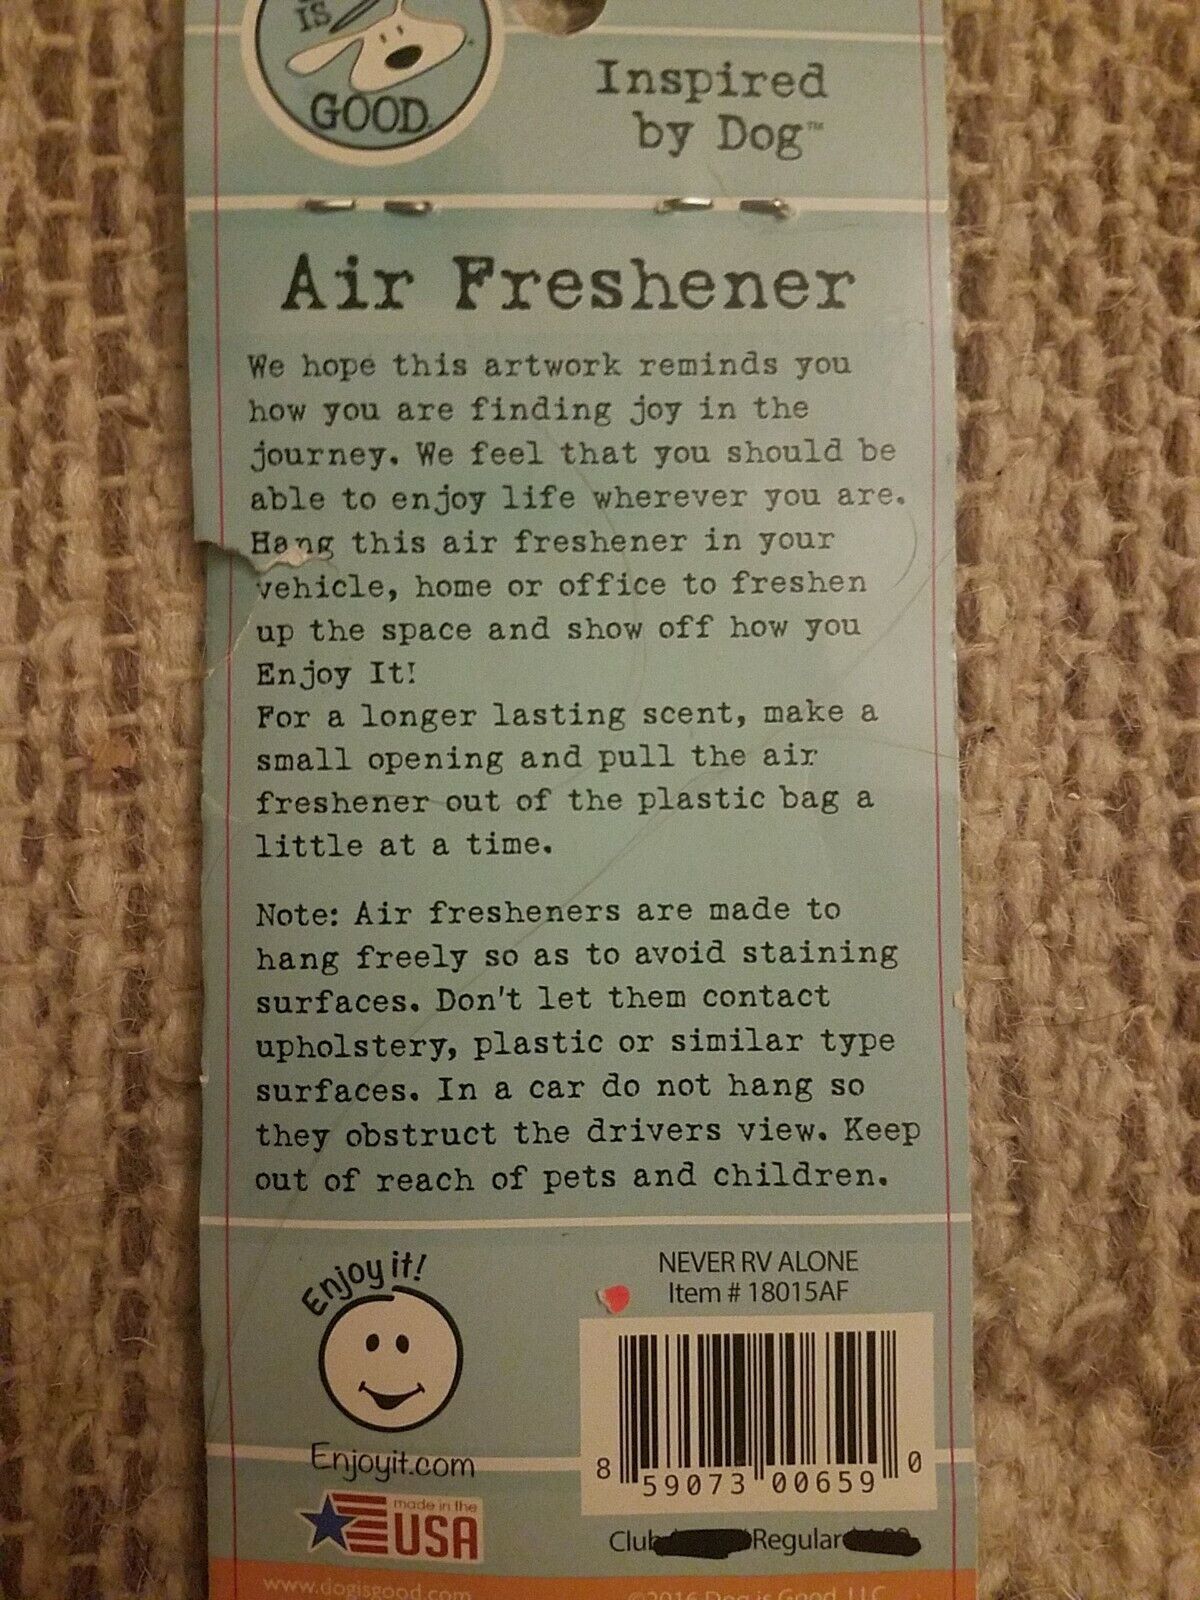 IS
GOOD
Inspired
by Dog™
Air Freshener
We hope this artwork reminds you
how you are finding joy in the
journey. We feel that you should be
able to enjoy life wherever you are.
Hang this air freshener in your
vehicle, home or office to freshen
up the space and show off how you
Enjoy It!
For a longer lasting scent, make a
small opening and pull the air
freshener out of the plastic bag a
little at a time.
Note: Air fresheners are made to
hang freely so as to avoid staining
surfaces. Don't let them contact
upholstery, plastic or similar type
surfaces. In a car do not hang so
they obstruct the drivers view. Keep
out of reach of pets and children.
Enjoy it!
Enjoyit.com
made in the
USA
NEVER RV ALONE
Item # 18015AF
8 59073 00659 0
Club Regular
www.dogisgood.com
©2016 Dog is Good, LLC